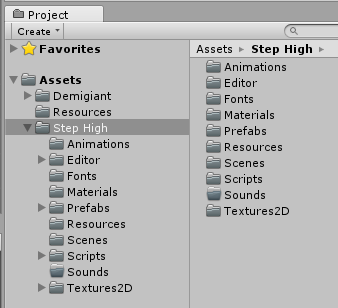 Project
Create
Favorites
Assets
Demigiant
Resources
Step High
Animations
Editor
Fonts
Materials
Prefabs
Resources
Scenes
Scripts
Sounds
Textures2D
Assets Step High
Animations
Editor
Fonts
Materials
Prefabs
Resources
Scenes
Scripts
Sounds
Textures2D